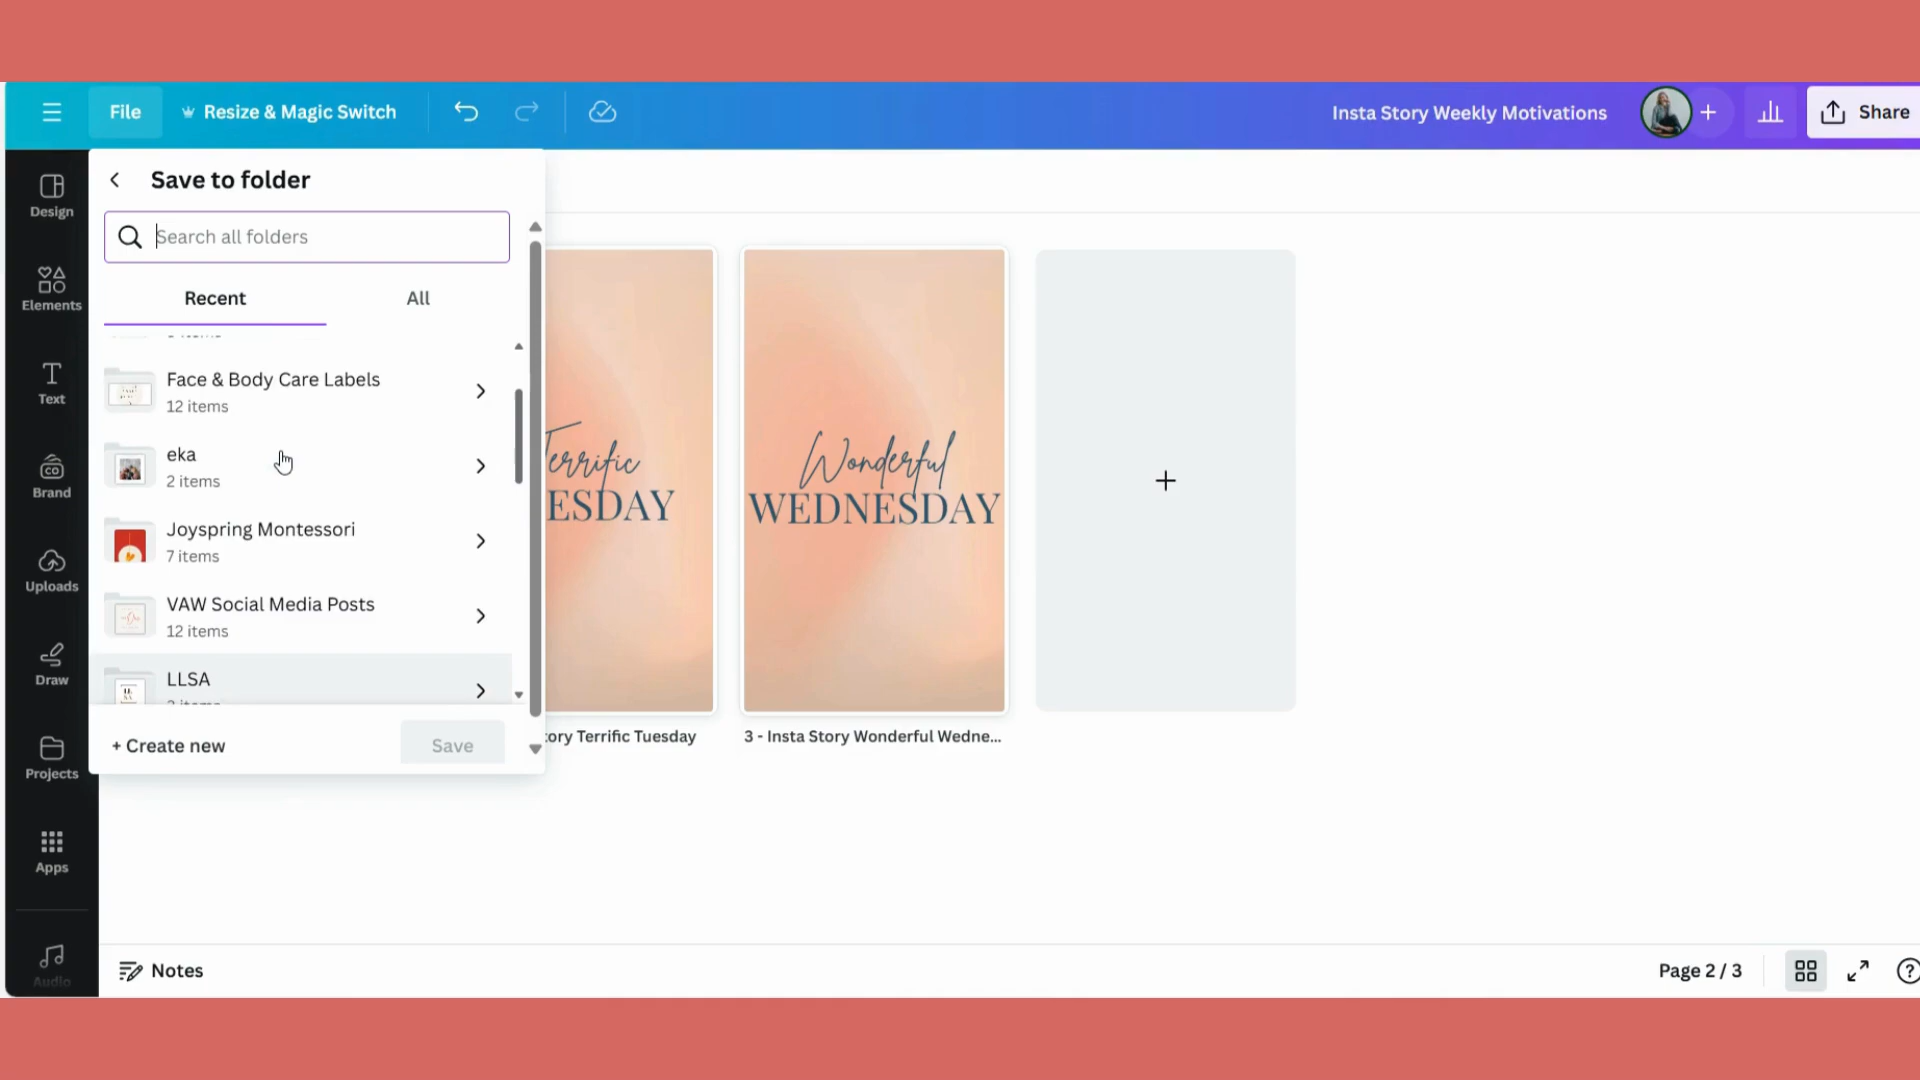 File
Resize & Magic Switch
Insta Story Weekly Motivations
Share
Design
Elements
Text
Brand
Uploads
Draw
Projects
Apps
Audio
Save to folder
Search all folders
Recent
All
Face & Body Care Labels
12 items
eka
2 items
Joyspring Montessori
7 items
VAW Social Media Posts
12 items
LLSA
+ Create new
Save
Terrific
ESDAY
Wonderful
WEDNESDAY
tory Terrific Tuesday
3 - Insta Story Wonderful Wedne...
Notes
Page 2 / 3